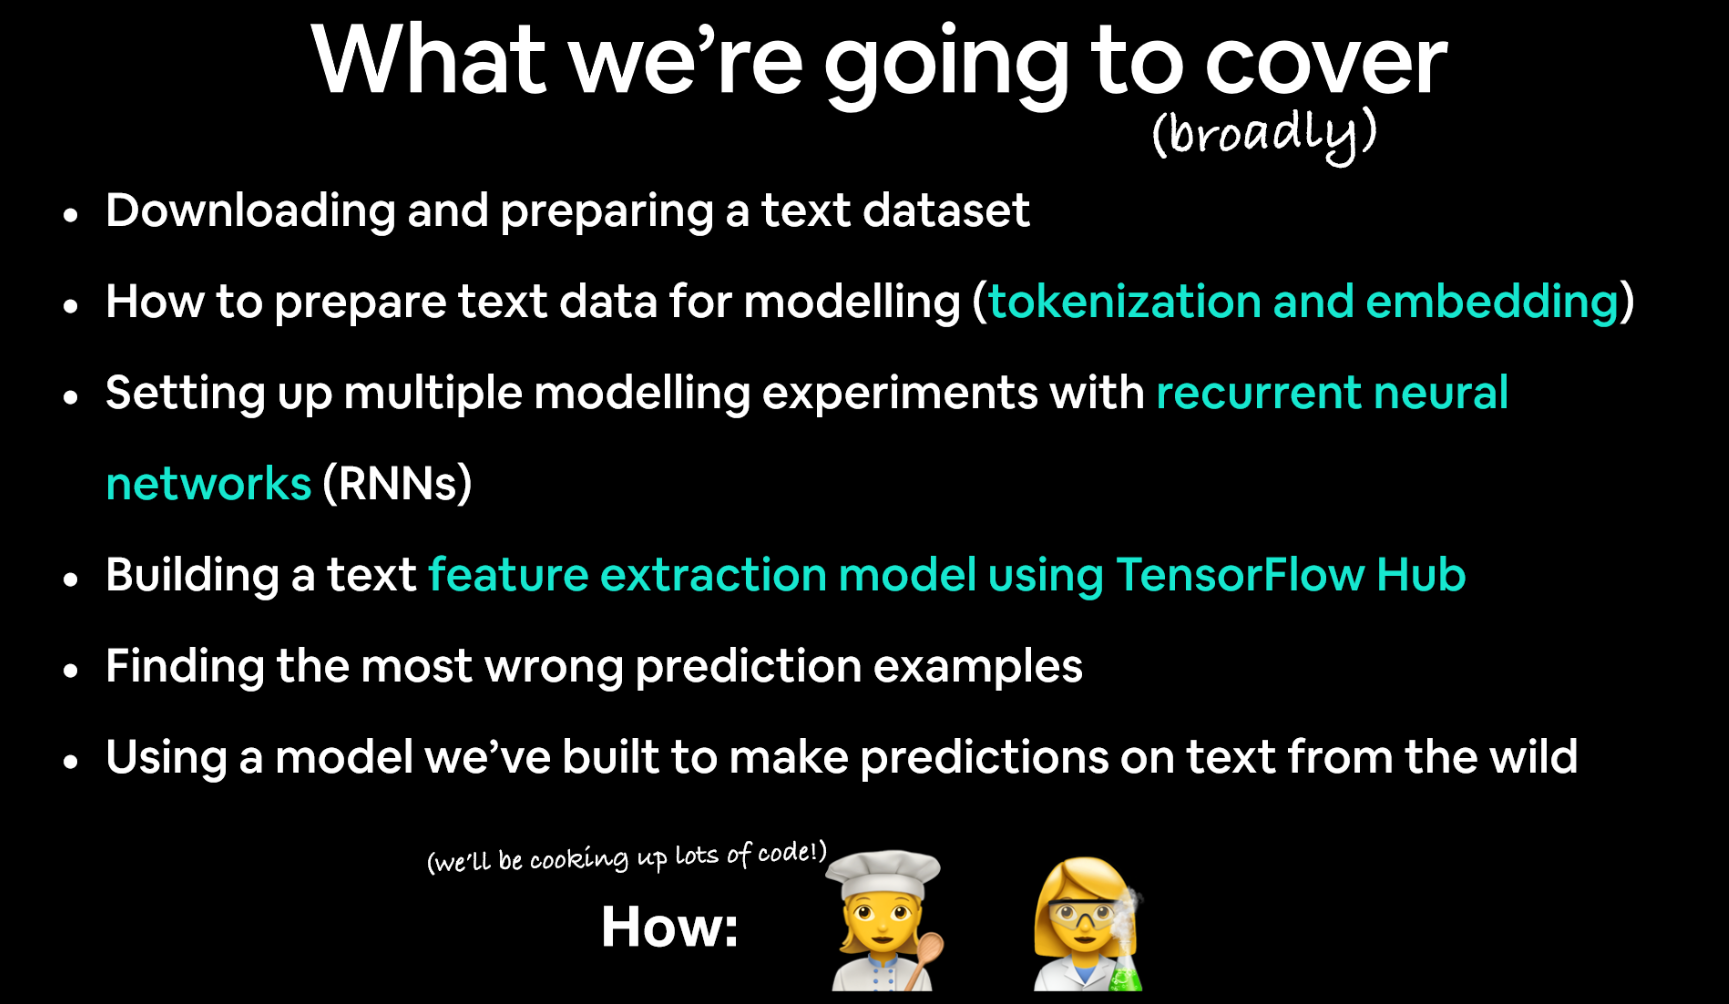 What we’re going to cover
(broadly)
• Downloading and preparing a text dataset
• How to prepare text data for modelling (tokenization and embedding)
• Setting up multiple modelling experiments with recurrent neural
networks (RNNs)
• Building a text feature extraction model using TensorFlow Hub
• Finding the most wrong prediction examples
• Using a model we’ve built to make predictions on text from the wild
(we’ll be cooking up lots of code!)
How: